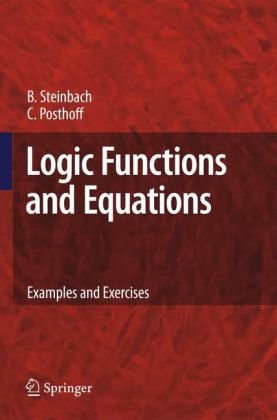 B. Steinbach
C. Posthoff
Logic Functions
and Equations
Examples and Exercises
Springer